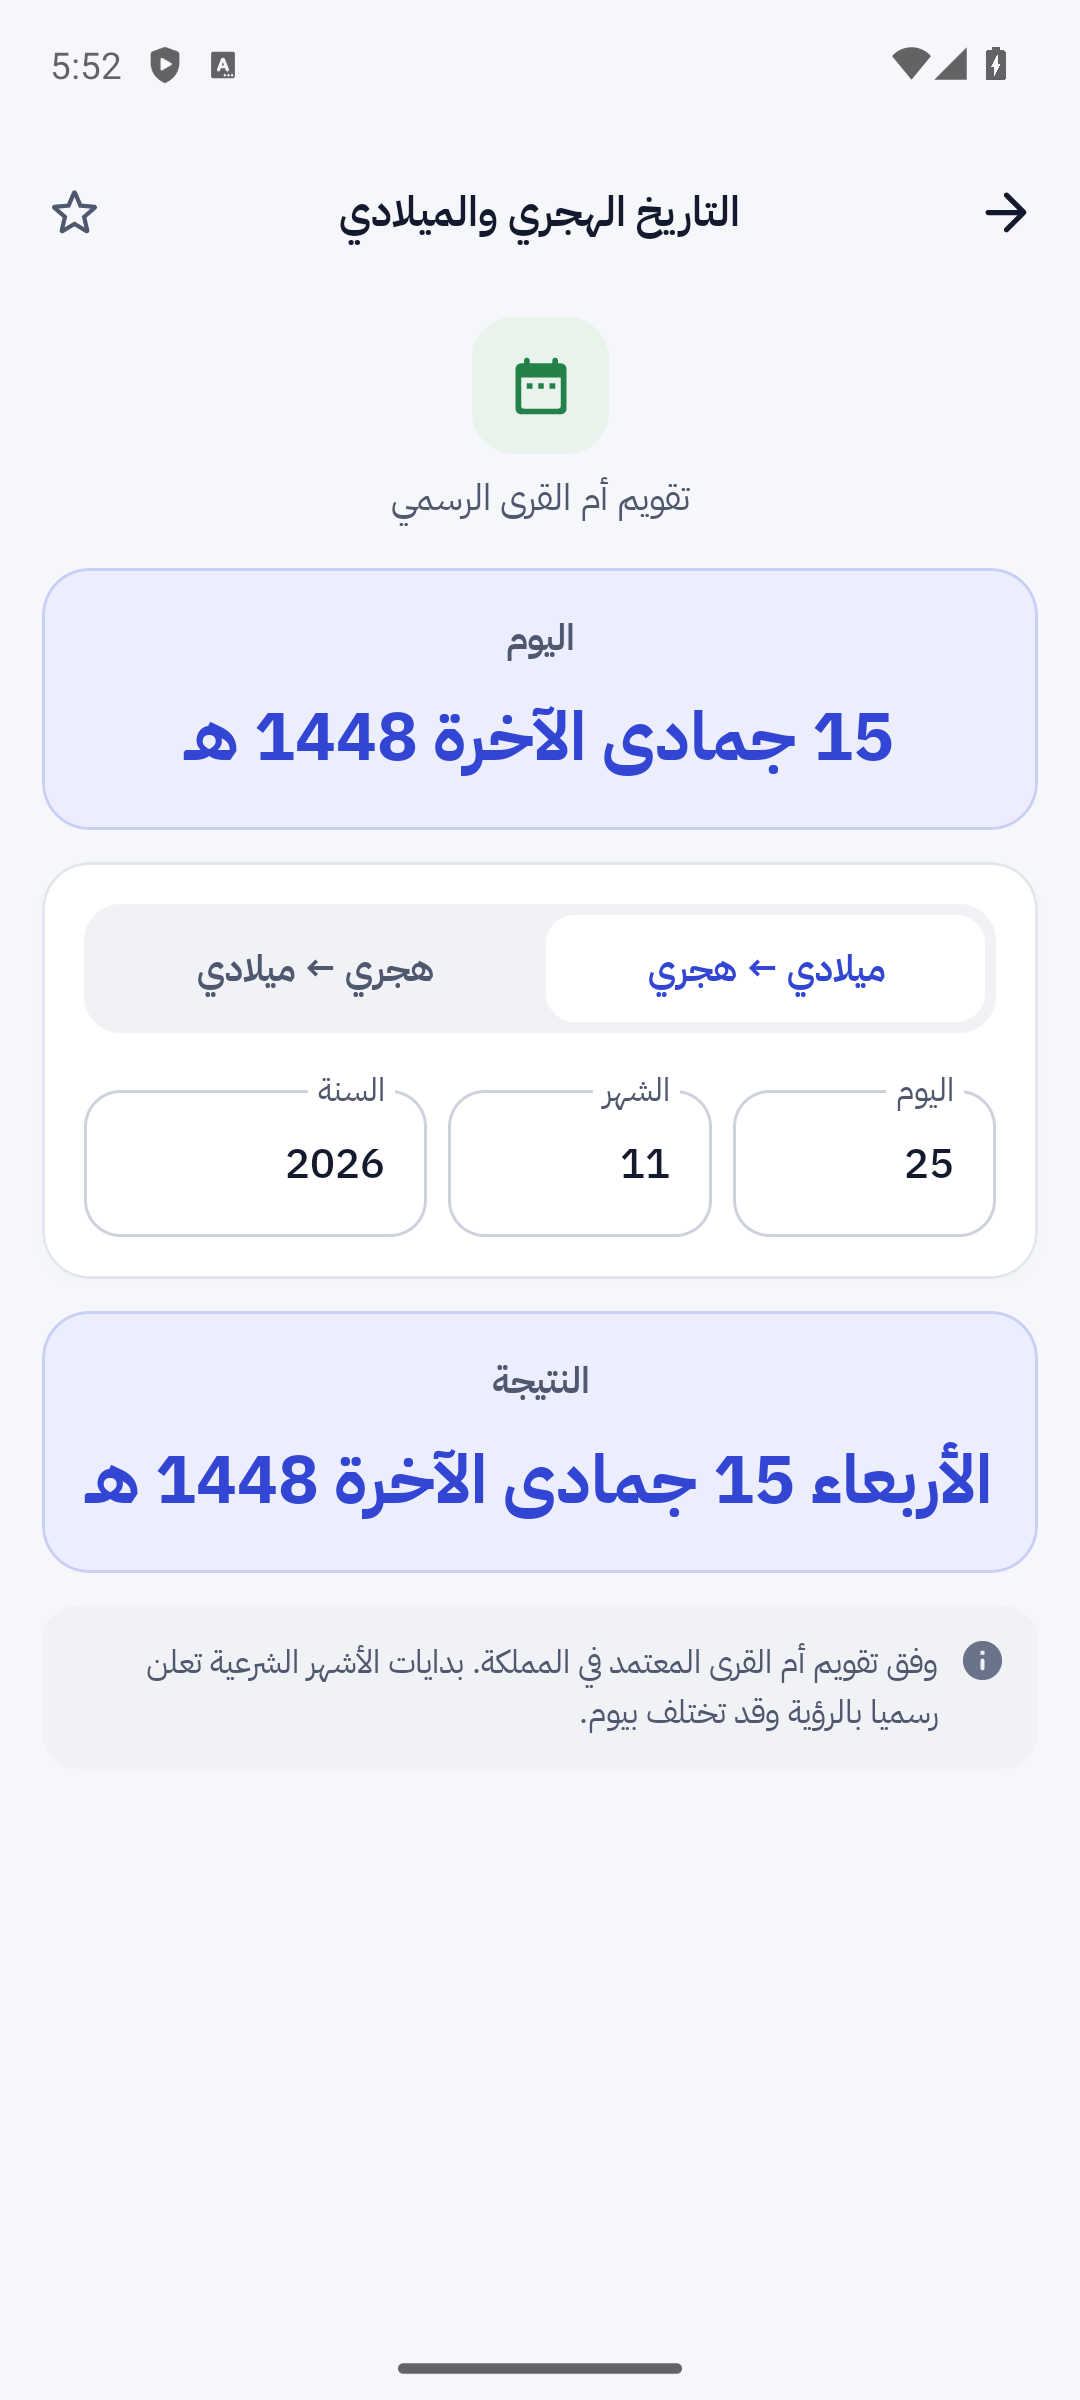 5:52
التاريخ الهجري والميلادي
تقويم أم القرى الرسمي
اليوم
15 جمادى الآخرة 1448 هـ
ميلادي ← هجري
هجري ← ميلادي
اليوم
الشهر
السنة
25
11
2026
النتيجة
الأربعاء 15 جمادى الآخرة 1448 هـ
وفق تقويم أم القرى المعتمد في المملكة. بدايات الأشهر الشرعية تعلن
رسميا بالرؤية وقد تختلف بيوم.